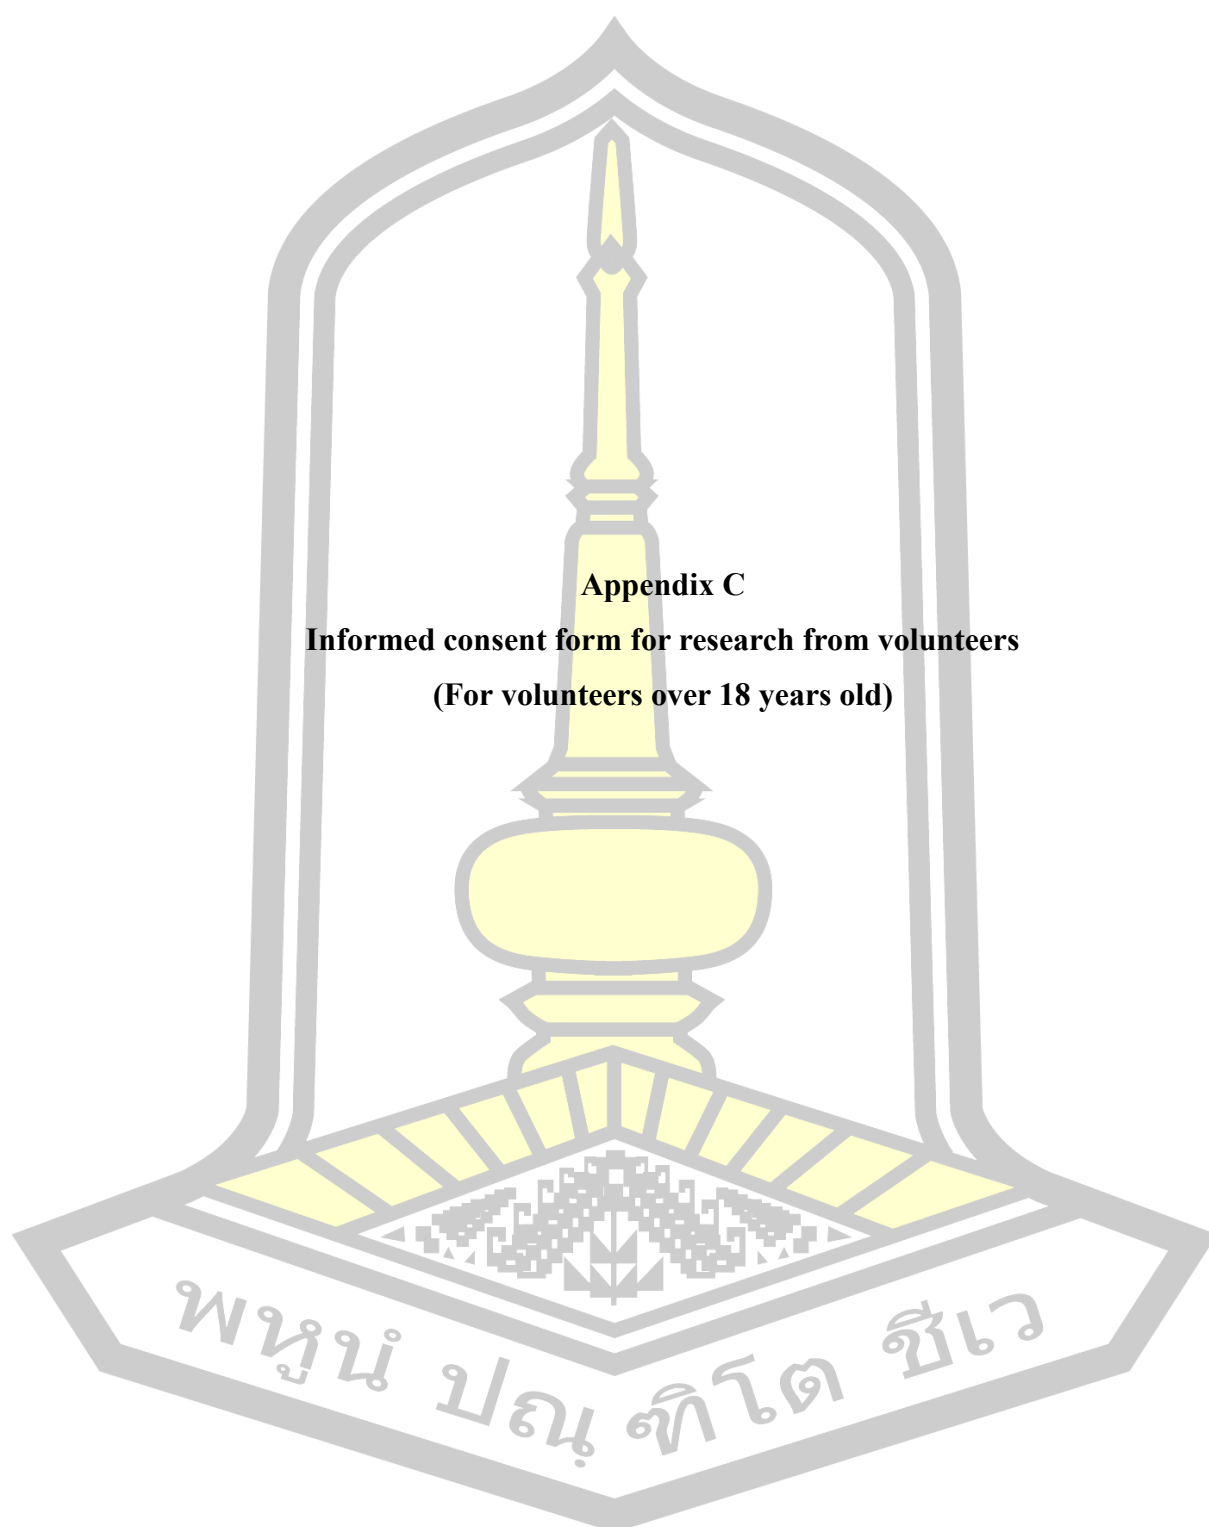 Appendix C
Informed consent form for research from volunteers
(For volunteers over 18 years old)
พหูนํ ปณฺ ฑิโต ชีเว